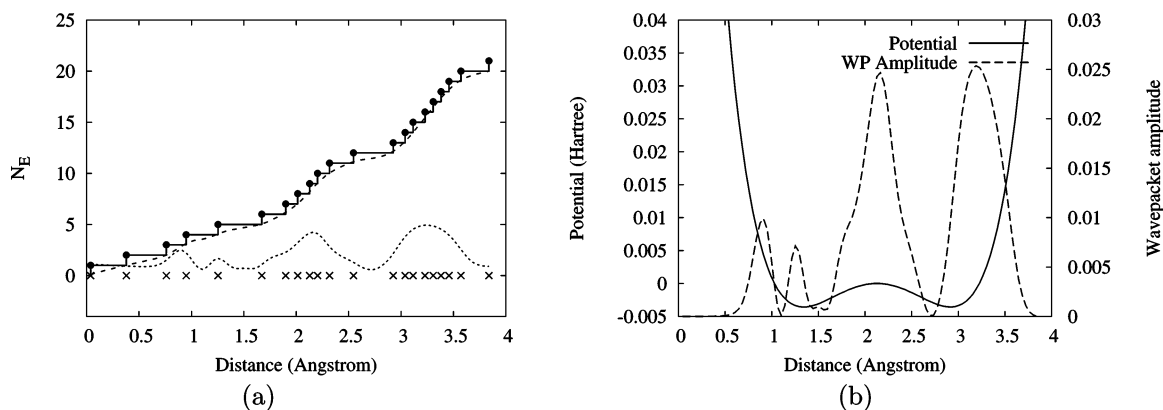 25
20
15
10
5
0
N_E
0 0.5 1 1.5 2 2.5 3 3.5 4
Distance (Angstrom)
(a)
0.04
0.035
0.03
0.025
0.02
0.015
0.01
0.005
0
-0.005
Potential (Hartree)
Potential
WP Amplitude
0.03
0.025
0.02
0.015
0.01
0.005
0
Wavepacket amplitude
0 0.5 1 1.5 2 2.5 3 3.5 4
Distance (Angstrom)
(b)